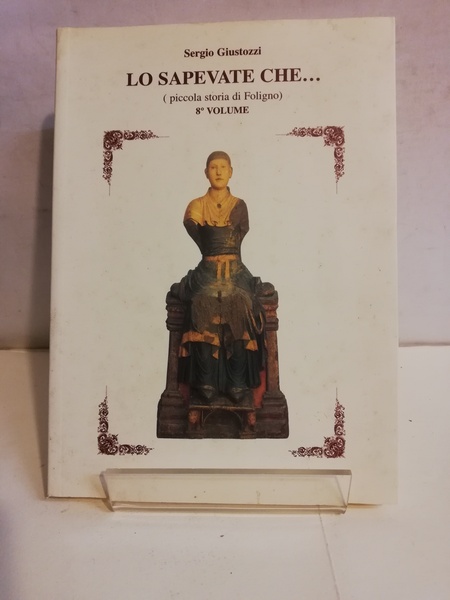 Sergio Giustozzi
LO SAPEVATE CHE...
( piccola storia di Foligno)
8° VOLUME